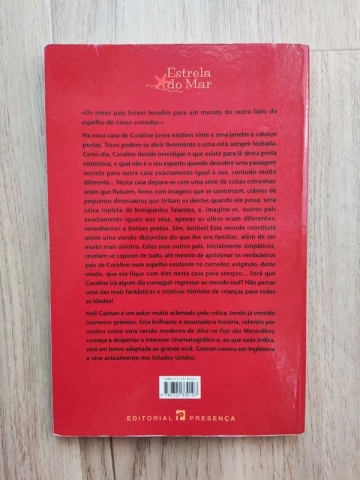 Estrela
do Mar
«Os meus pais foram levados para um mundo do outro lado do
espelho do nosso corredor.»
Na nova casa de Coraline Jones existem vinte e uma janelas e catorze
portas. Treze podem-se abrir livremente e uma está sempre fechada.
Certo dia, Coraline decide investigar o que existe para lá desta porta
misteriosa, e qual não é o seu espanto quando descobre uma passagem
secreta para outra casa exactamente igual à sua, contudo muito
diferente... Nesta casa depara-se com uma série de coisas estranhas:
anjos que flutuam, livros com imagens que se contorcem, crânios de
pequenos dinossauros que tiritam os dentes quando ela passa, uma
caixa repleta de brinquedos falantes, e, imagine-se, outros pais
exactamente iguais aos seus, apenas os olhos eram diferentes:
semelhantes a botões pretos. Sim, botões! Esse mundo constituía
assim uma versão distorcida do que lhe era familiar, além de ser
muito mais sinistro. Estes seus outros pais, inicialmente simpáticos,
revelam-se capazes de tudo, até mesmo de aprisionar os verdadeiros
pais de Coraline num espelho existente no corredor, exigindo, deste
modo, que ela fique com eles nesta cava para sempre... Será que
Coraline irá algum dia conseguir regressar ao mundo real? Não percas
uma das mais fantásticas e criativas histórias de crianças para todas
as idades!
Neil Gaiman é um autor muito aclamado pela crítica, tendo já vencido
inúmeros prémios. Esta brilhante e assustadora história, referida por
muitos como uma versão moderna de Alice no País das Maravilhas,
começa a despertar o interesse cinematográfico e, ao que tudo indica,
será em breve adaptada ao grande ecrã. Gaiman nasceu em Inglaterra
e vive actualmente nos Estados Unidos.
EDITORIAL PRESENÇA